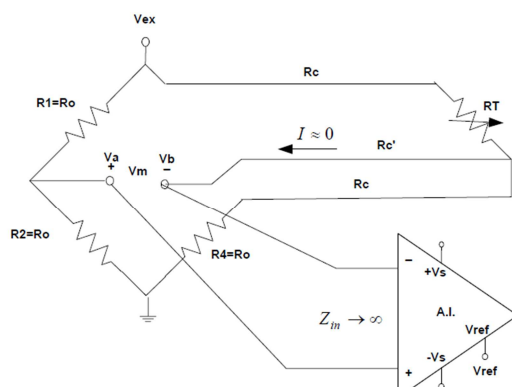 Vex
Rc
R1=Ro
RT
I ≈ 0
Rc'
Va
Vb
+
Vm
−
Rc
R2=Ro
R4=Ro
−
+Vs
Z_in → ∞
A.I.
Vref
+
-Vs
Vref